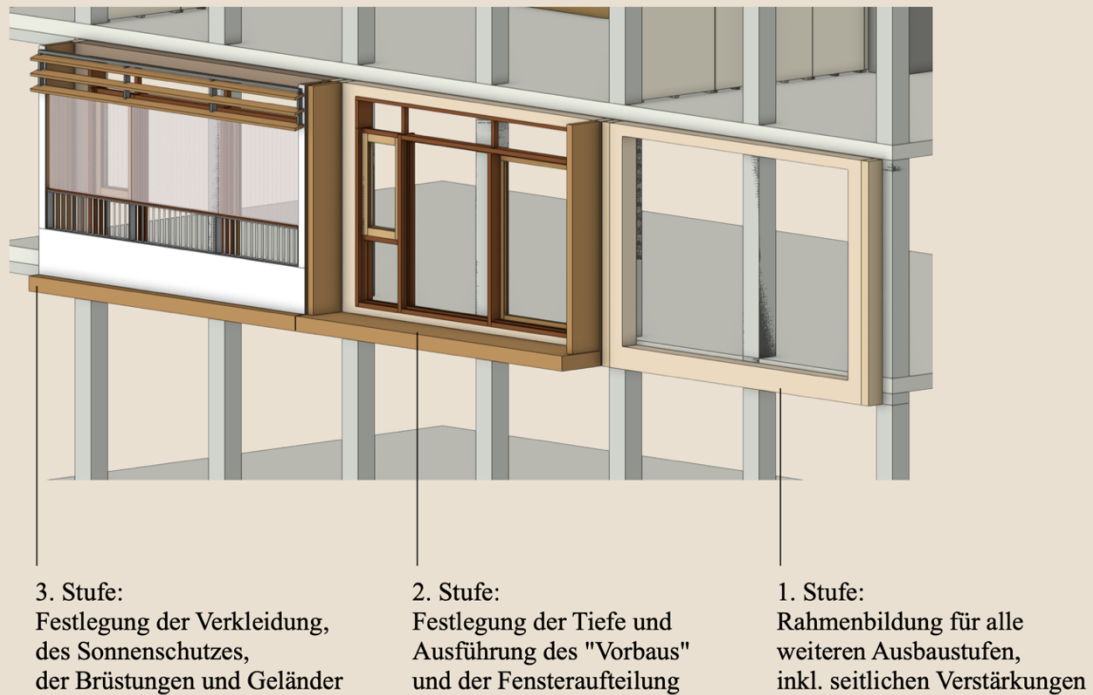 3. Stufe:
Festlegung der Verkleidung,
des Sonnenschutzes,
der Brüstungen und Geländer
2. Stufe:
Festlegung der Tiefe und
Ausführung des "Vorbaus"
und der Fensteraufteilung
1. Stufe:
Rahmenbildung für alle
weiteren Ausbaustufen,
inkl. seitlichen Verstärkungen